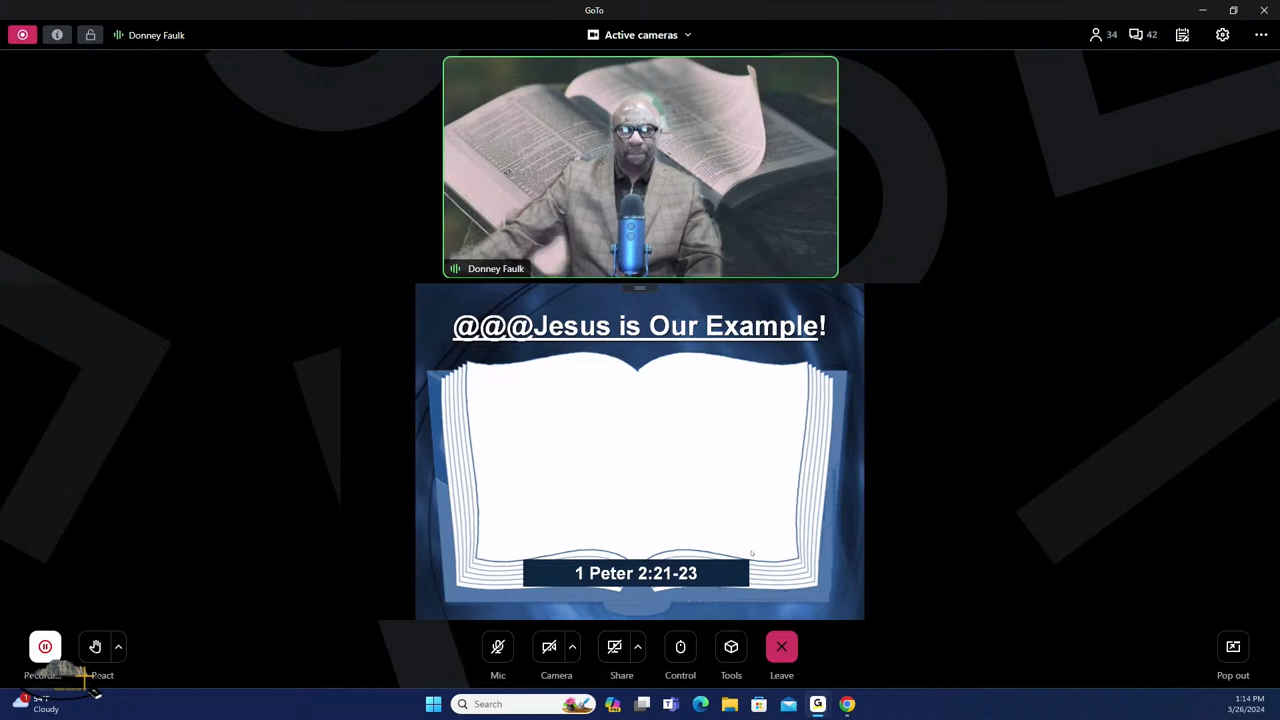 GoTo
Donney Faulk
Active cameras
34
42
Donney Faulk
@@@Jesus is Our Example!
1 Peter 2:21-23
React
Mic
Camera
Share
Control
Tools
Leave
Pop out
1
Cloudy
Search
1:14 PM
3/26/2024